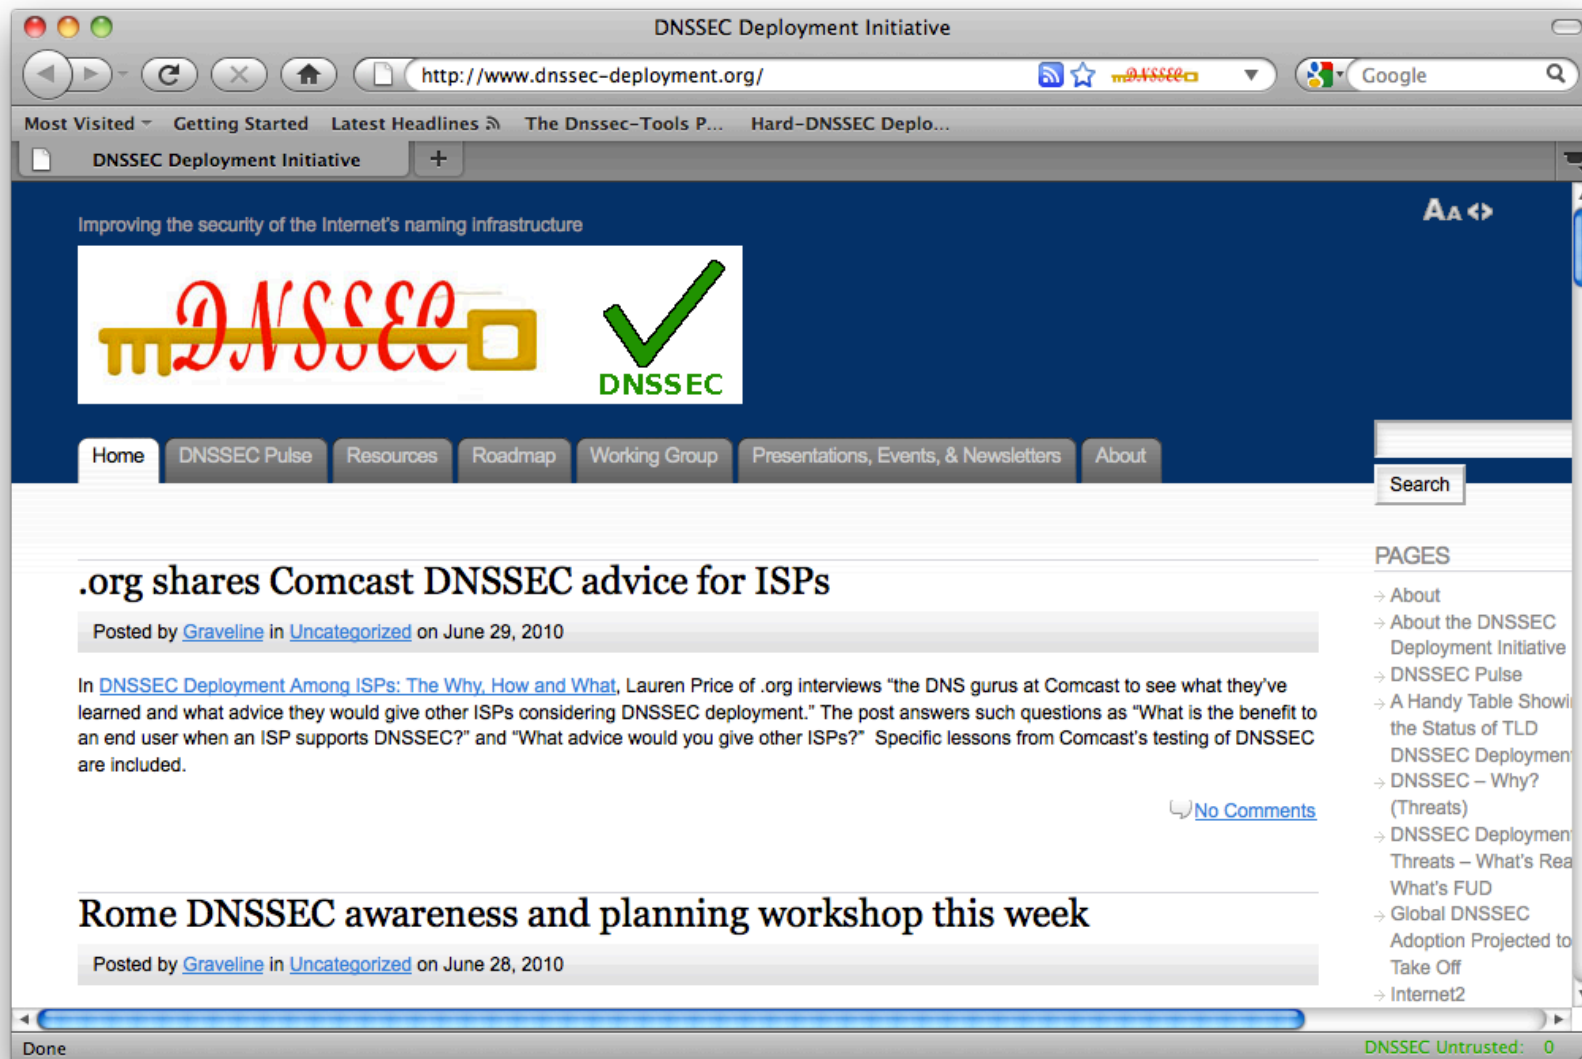 DNSSEC Deployment Initiative
http://www.dnssec-deployment.org/
DNSSEC
Google
Most Visited Getting Started Latest Headlines The Dnssec-Tools P... Hard-DNSSEC Deplo...
DNSSEC Deployment Initiative +
AA
Improving the security of the Internet's naming infrastructure
DNSSEC
DNSSEC
Home DNSSEC Pulse Resources Roadmap Working Group Presentations, Events, & Newsletters About
Search
.org shares Comcast DNSSEC advice for ISPs
Posted by Graveline in Uncategorized on June 29, 2010
In DNSSEC Deployment Among ISPs: The Why, How and What, Lauren Price of .org interviews “the DNS gurus at Comcast to see what they’ve
learned and what advice they would give other ISPs considering DNSSEC deployment.” The post answers such questions as “What is the benefit to
an end user when an ISP supports DNSSEC?” and “What advice would you give other ISPs?” Specific lessons from Comcast’s testing of DNSSEC
are included.
No Comments
Rome DNSSEC awareness and planning workshop this week
Posted by Graveline in Uncategorized on June 28, 2010
PAGES
About
About the DNSSEC
Deployment Initiative
DNSSEC Pulse
A Handy Table Showi
the Status of TLD
DNSSEC Deploymen
DNSSEC – Why?
(Threats)
DNSSEC Deploymen
Threats – What’s Rea
What’s FUD
Global DNSSEC
Adoption Projected to
Take Off
Internet2
Done
DNSSEC Untrusted: 0